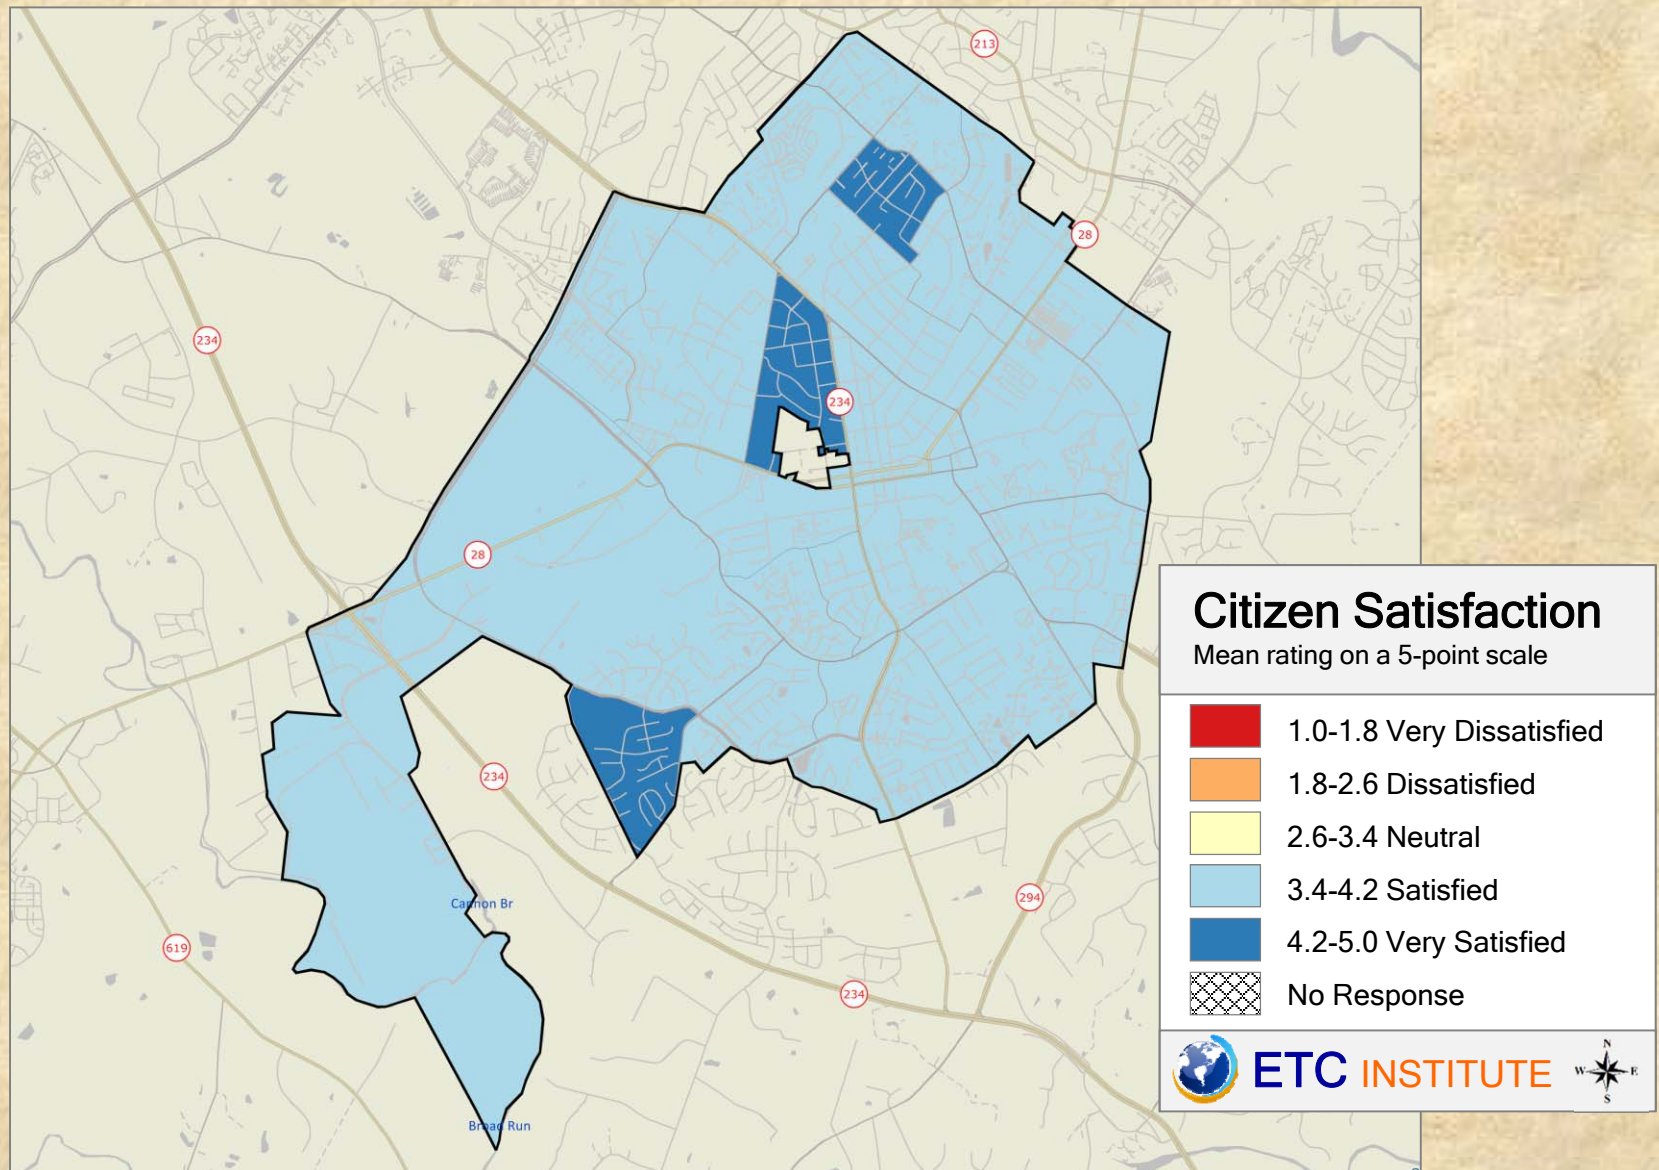 213
28
234
234
28
234
Cannon Br
294
619
234
Broad Run
Citizen Satisfaction
Mean rating on a 5-point scale
1.0-1.8 Very Dissatisfied
1.8-2.6 Dissatisfied
2.6-3.4 Neutral
3.4-4.2 Satisfied
4.2-5.0 Very Satisfied
No Response
ETC INSTITUTE
N
W E
S